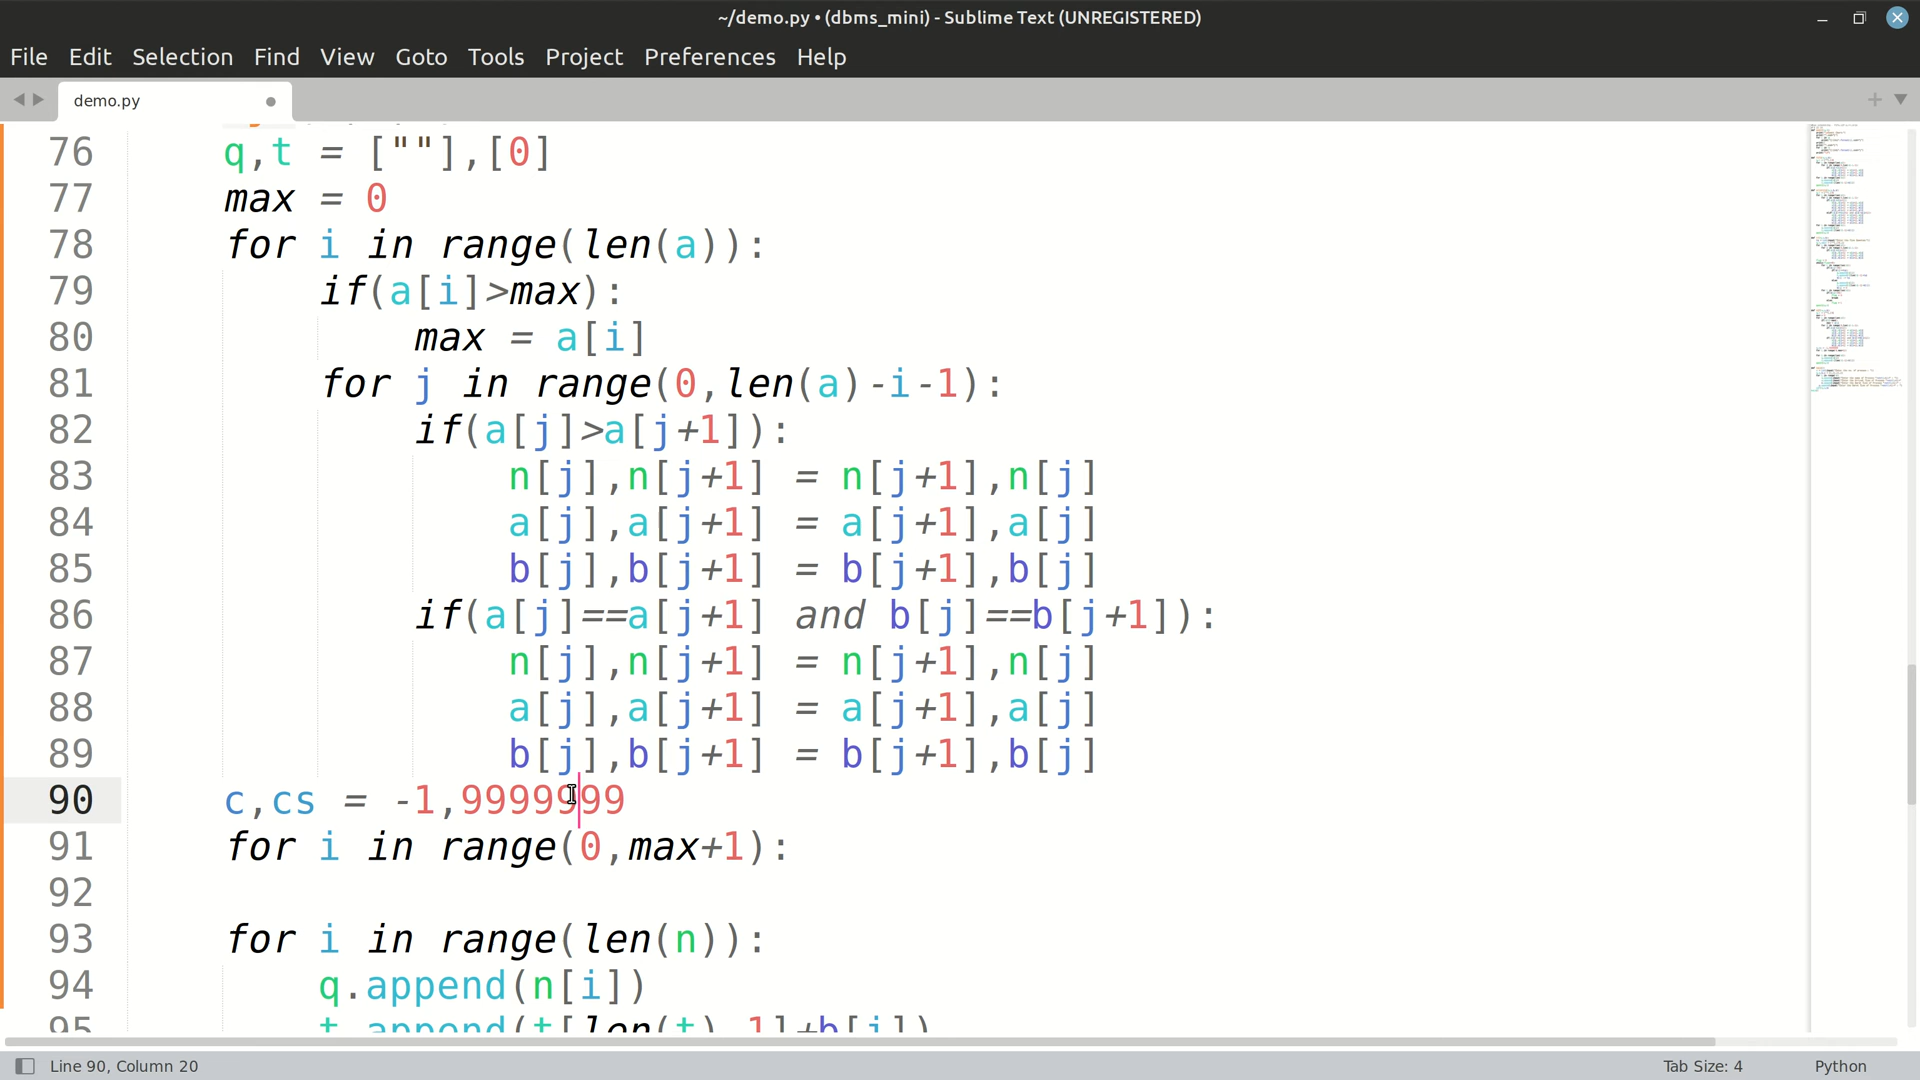 ~/demo.py • (dbms_mini) - Sublime Text (UNREGISTERED)
File Edit Selection Find View Goto Tools Project Preferences Help
demo.py
76 q,t = [""],[0]
77 max = 0
78 for i in range(len(a)):
79 if(a[i]>max):
80 max = a[i]
81 for j in range(0,len(a)-i-1):
82 if(a[j]>a[j+1]):
83 n[j],n[j+1] = n[j+1],n[j]
84 a[j],a[j+1] = a[j+1],a[j]
85 b[j],b[j+1] = b[j+1],b[j]
86 if(a[j]==a[j+1] and b[j]==b[j+1]):
87 n[j],n[j+1] = n[j+1],n[j]
88 a[j],a[j+1] = a[j+1],a[j]
89 b[j],b[j+1] = b[j+1],b[j]
90 c,cs = -1,9999999
91 for i in range(0,max+1):
92
93 for i in range(len(n)):
94 q.append(n[i])
95 t.append(t[len(t)-1]+b[i])
Line 90, Column 20 Tab Size: 4 Python